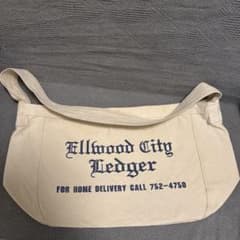 Ellwood City
Ledger
FOR HOME DELIVERY CALL 752-4750